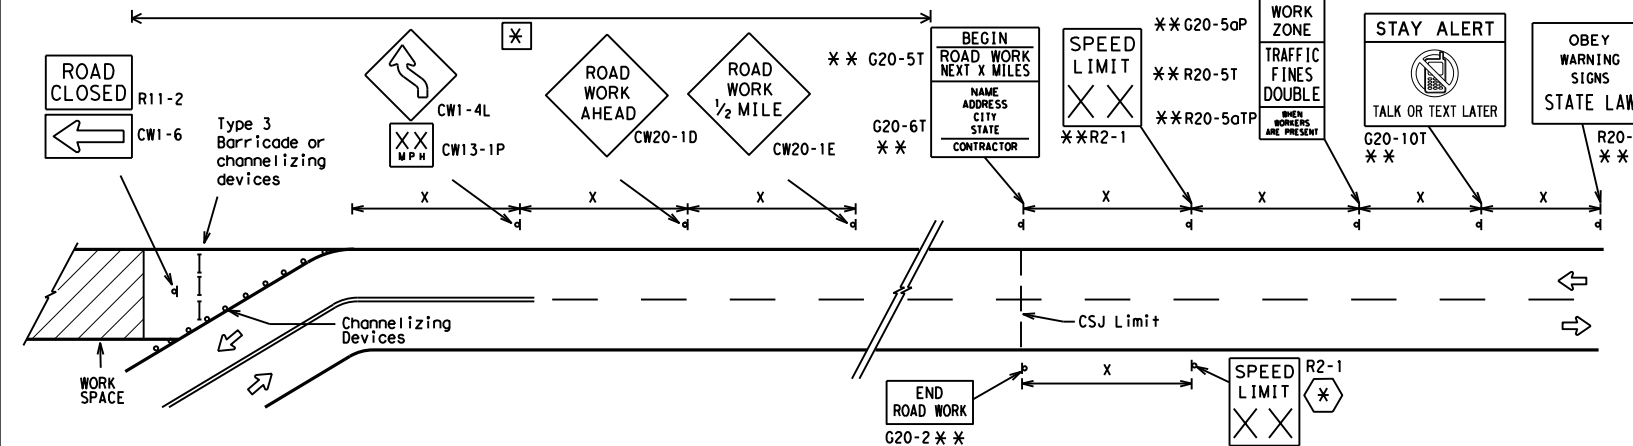 ROAD
CLOSED
R11-2
CW1-6
Type 3
Barricade or
channelizing
devices
CW1-4L
XX
MPH
CW13-1P
*
ROAD
WORK
AHEAD
CW20-1D
ROAD
WORK
1/2 MILE
CW20-1E
** G20-5T
G20-6T
**
BEGIN
ROAD WORK
NEXT X MILES
NAME
ADDRESS
CITY
STATE
CONTRACTOR
SPEED
LIMIT
XX
**R2-1
**G20-5aP
**R20-5T
**R20-5aTP
WORK
ZONE
TRAFFIC
FINES
DOUBLE
WHEN
WORKERS
ARE PRESENT
STAY ALERT
TALK OR TEXT LATER
G20-10T
**
OBEY
WARNING
SIGNS
STATE LAW
R20-
**
X
X
X
X
X
X
X
Channelizing
Devices
CSJ Limit
WORK
SPACE
X
END
ROAD WORK
G20-2 **
SPEED
LIMIT
XX
R2-1
*